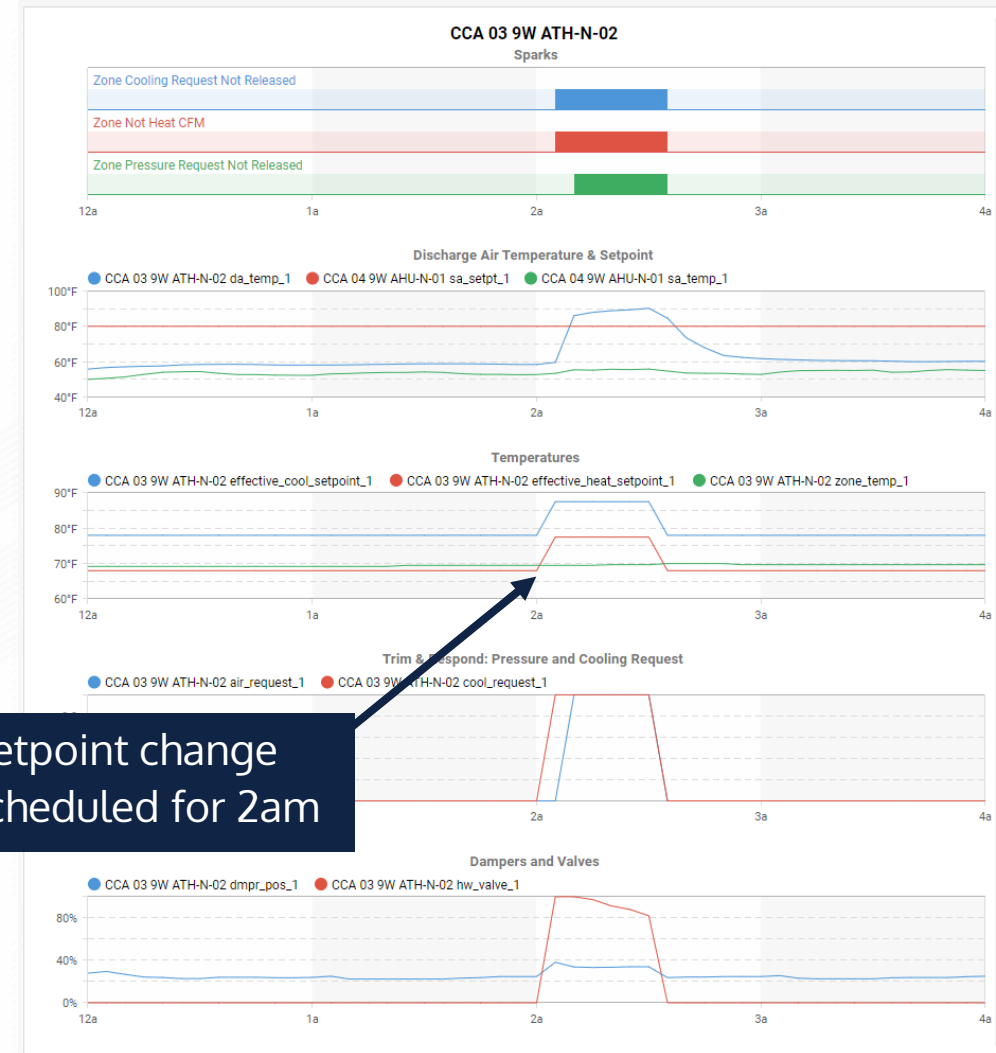 CCA 03 9W ATH-N-02
Sparks
Zone Cooling Request Not Released
Zone Not Heat CFM
Zone Pressure Request Not Released
12a 1a 2a 3a 4a
Discharge Air Temperature & Setpoint
CCA 03 9W ATH-N-02 da_temp_1 CCA 04 9W AHU-N-01 sa_setpt_1 CCA 04 9W AHU-N-01 sa_temp_1
100°F
80°F
60°F
40°F
12a 1a 2a 3a 4a
Temperatures
CCA 03 9W ATH-N-02 effective_cool_setpoint_1 CCA 03 9W ATH-N-02 effective_heat_setpoint_1 CCA 03 9W ATH-N-02 zone_temp_1
90°F
80°F
70°F
60°F
12a 1a 2a 3a 4a
Trim & Respond: Pressure and Cooling Request
CCA 03 9W ATH-N-02 air_request_1 CCA 03 9W ATH-N-02 cool_request_1
etpoint change
cheduled for 2am
2a 3a 4a
Dampers and Valves
CCA 03 9W ATH-N-02 dmpr_pos_1 CCA 03 9W ATH-N-02 hw_valve_1
80%
40%
0%
12a 1a 2a 3a 4a